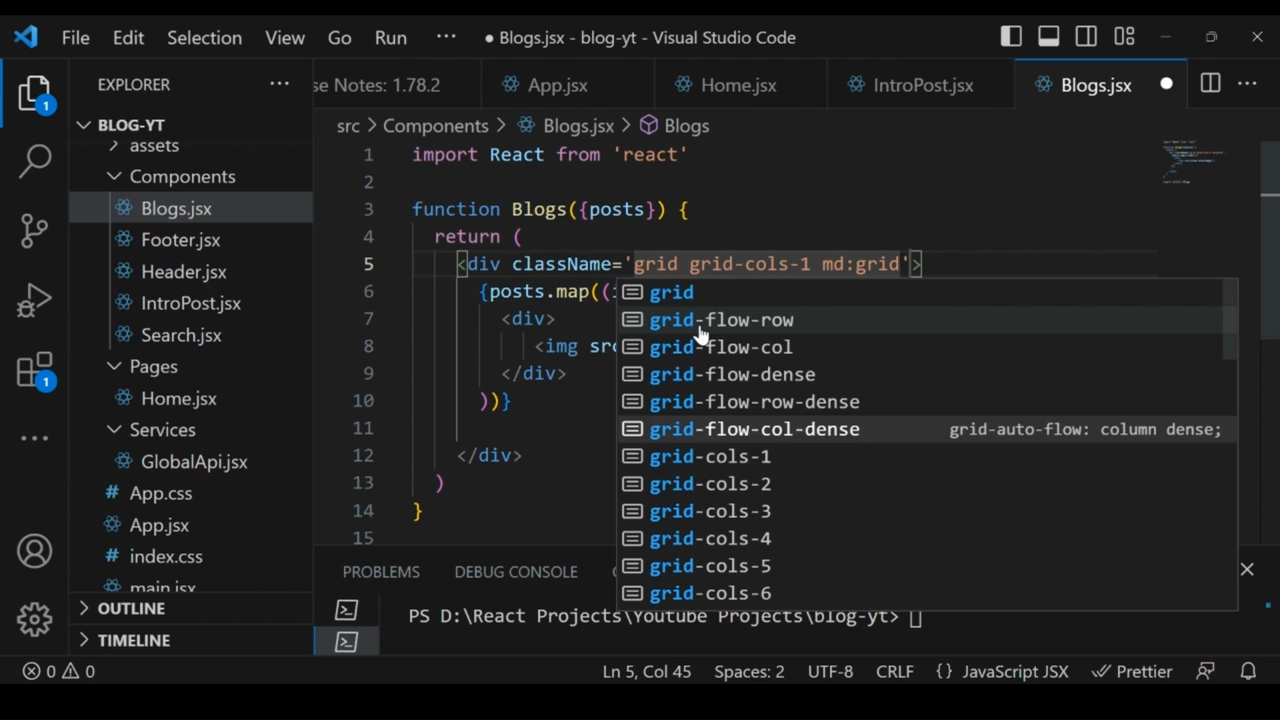 File Edit Selection View Go Run ··· ● Blogs.jsx - blog-yt - Visual Studio Code
EXPLORER ···
se Notes: 1.78.2 App.jsx Home.jsx IntroPost.jsx Blogs.jsx ● ···
BLOG-YT
src > Components > Blogs.jsx > Blogs
assets
Components
Blogs.jsx
Footer.jsx
Header.jsx
IntroPost.jsx
Search.jsx
Pages
Home.jsx
Services
GlobalApi.jsx
App.css
App.jsx
index.css
main.jsx
OUTLINE
TIMELINE
1
1
1 import React from 'react'
2
3 function Blogs({posts}) {
4 return (
5 <div className='grid grid-cols-1 md:grid'>
6 {posts.map((i
7 <div>
8 <img src
9 </div>
10 ))}
11
12 </div>
13 )
14 }
15
grid
grid-flow-row
grid-flow-col
grid-flow-dense
grid-flow-row-dense
grid-flow-col-dense grid-auto-flow: column dense;
grid-cols-1
grid-cols-2
grid-cols-3
grid-cols-4
grid-cols-5
grid-cols-6
PROBLEMS DEBUG CONSOLE
PS D:\React Projects\Youtube Projects\blog-yt>
0 0 Ln 5, Col 45 Spaces: 2 UTF-8 CRLF {} JavaScript JSX Prettier